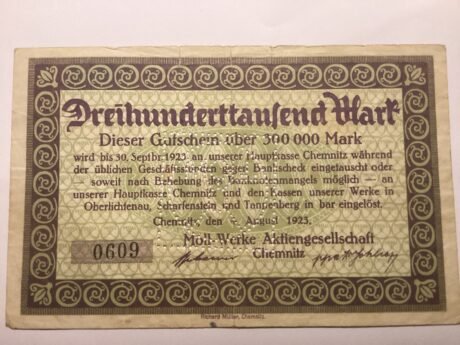 Dreihunderttausend Mark
Dieser Gutschein über 300 000 Mark
wird bis 30. Septbr. 1923 an unserer Hauptkasse Chemnitz während
der üblichen Geschäftsstunden gegen Bankscheck eingetauscht oder
— soweit nach Behebung des Banknotenmangels möglich — an
unserer Hauptkasse Chemnitz und den Kassen unserer Werke in
Oberlichtenau, Scharfenstein und Tannenberg in bar eingelöst.
Chemnitz, den August 1923.
Moll-Werke Aktiengesellschaft
Chemnitz
0609
Richard Müller, Chemnitz.